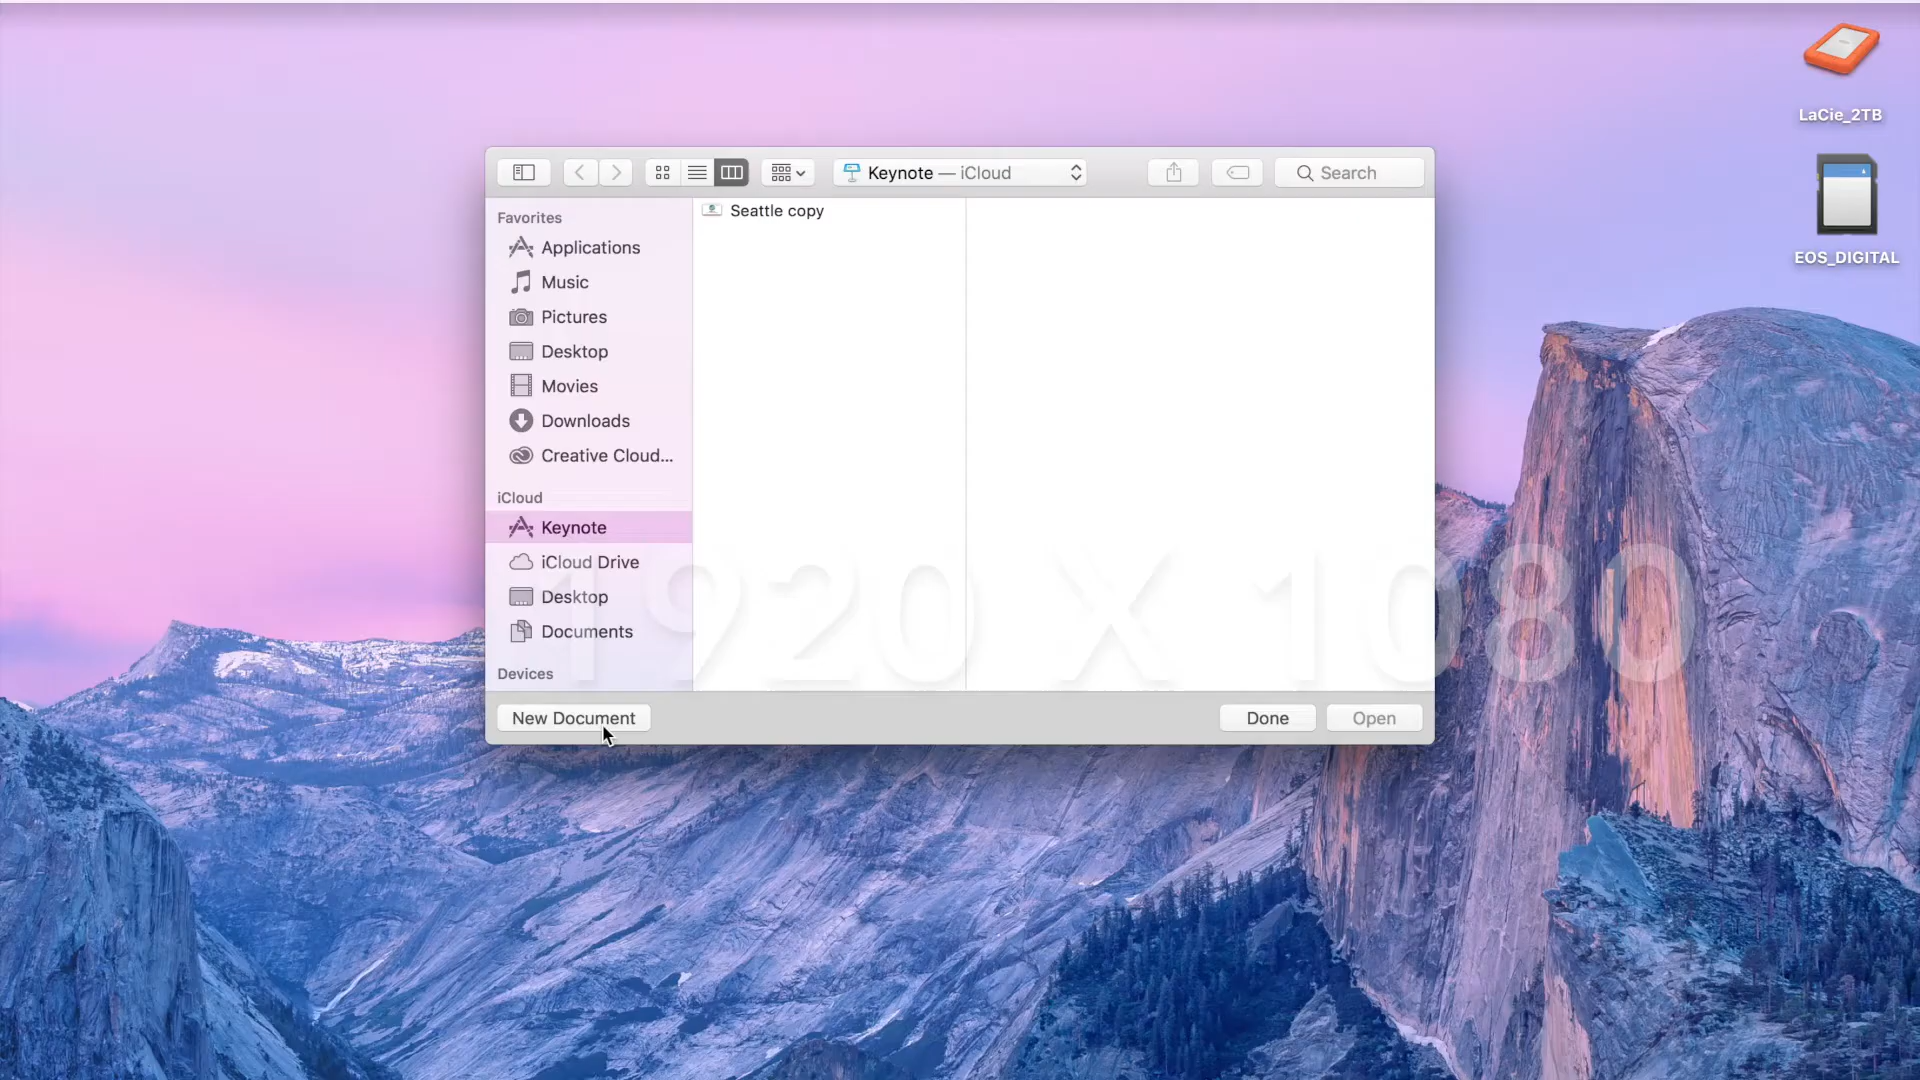 LaCie_2TB
EOS_DIGITAL
Keynote — iCloud
Search
Favorites
Applications
Music
Pictures
Desktop
Movies
Downloads
Creative Cloud...
iCloud
Keynote
iCloud Drive
Desktop
Documents
Devices
Seattle copy
1920 X 1080
New Document
Done
Open